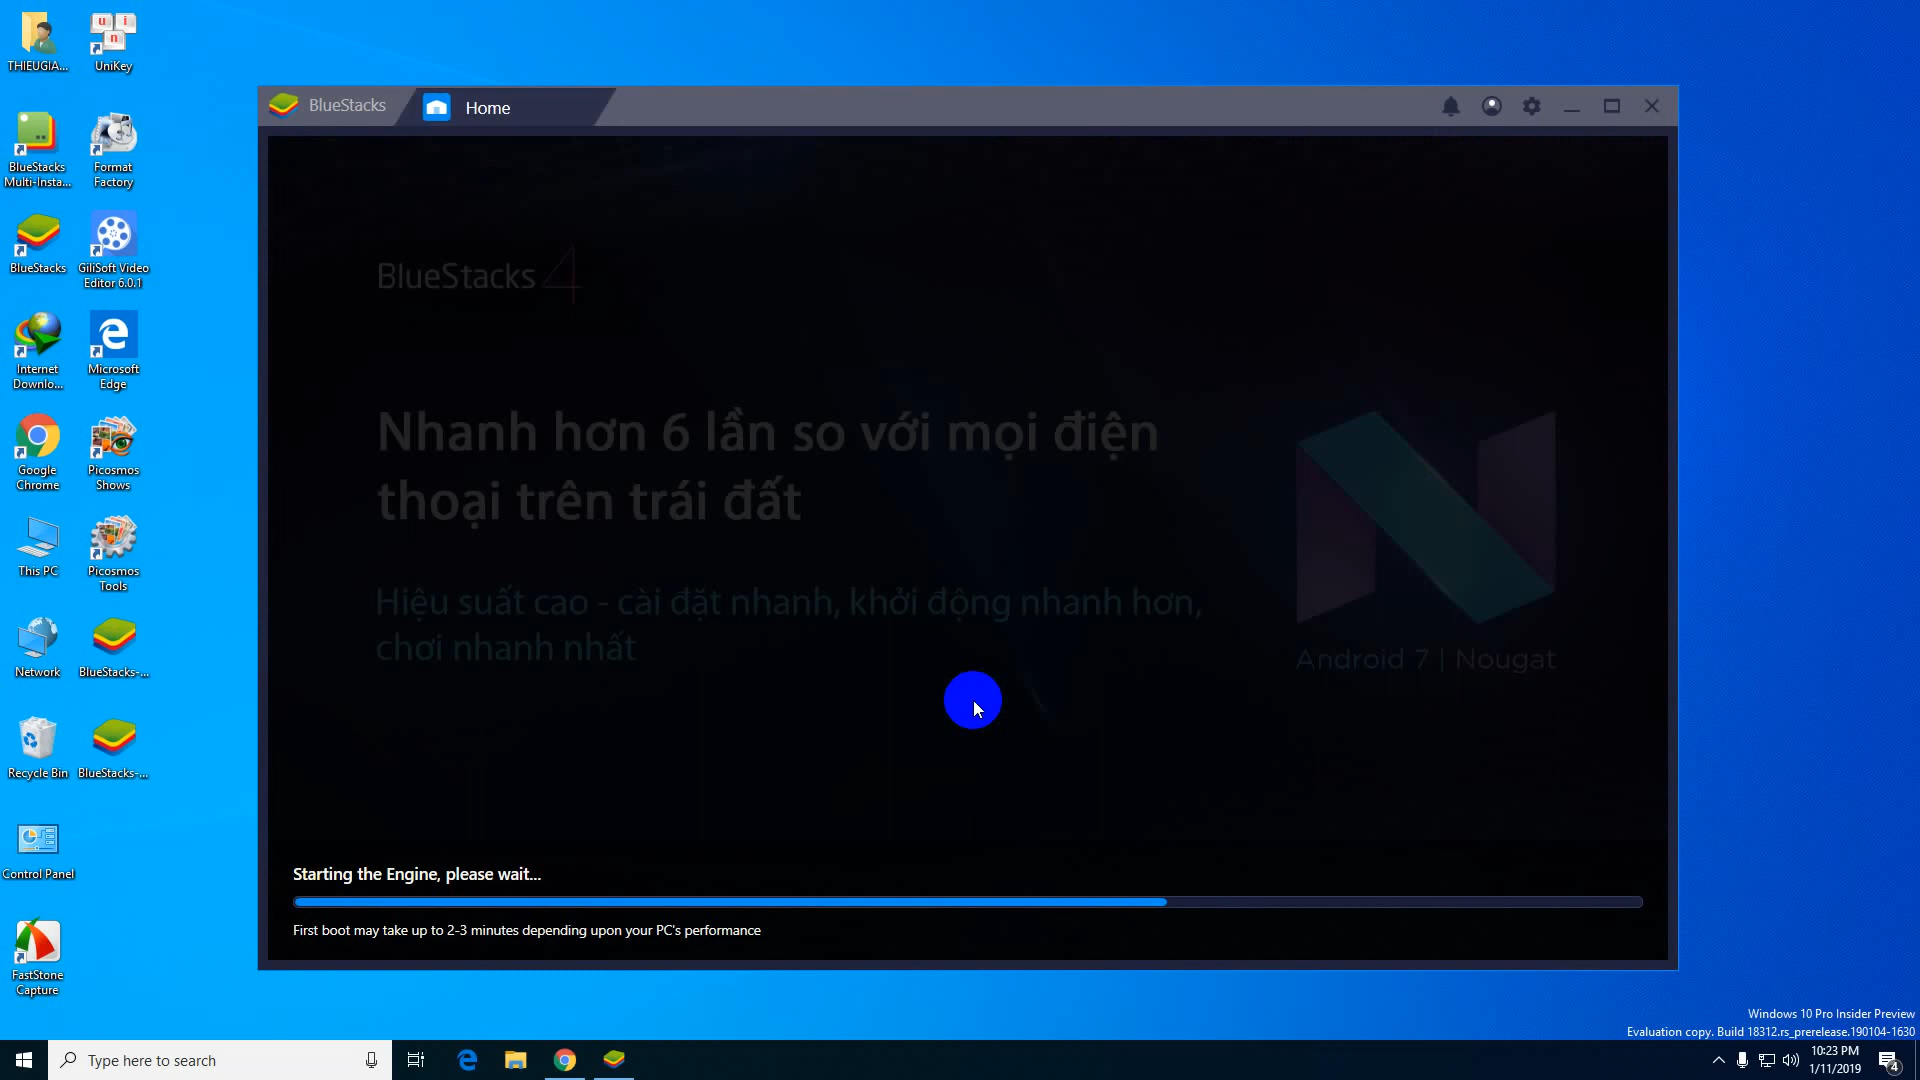 THIEUGIA...
UniKey
BlueStacks
Multi-Insta...
Format
Factory
BlueStacks
GiliSoft Video
Editor 6.0.1
Internet
Downlo...
Microsoft
Edge
Google
Chrome
Picosmos
Shows
This PC
Picosmos
Tools
Network
BlueStacks-...
Recycle Bin
BlueStacks-...
Control Panel
FastStone
Capture
BlueStacks
Home
BlueStacks 4
Nhanh hơn 6 lần so với mọi điện
thoại trên trái đất
Hiệu suất cao - cài đặt nhanh, khởi động nhanh hơn,
chơi nhanh nhất
Android 7 | Nougat
Starting the Engine, please wait...
First boot may take up to 2-3 minutes depending upon your PC's performance
Windows 10 Pro Insider Preview
Evaluation copy. Build 18312.rs_prerelease.190104-1630
Type here to search
10:23 PM
1/11/2019
4